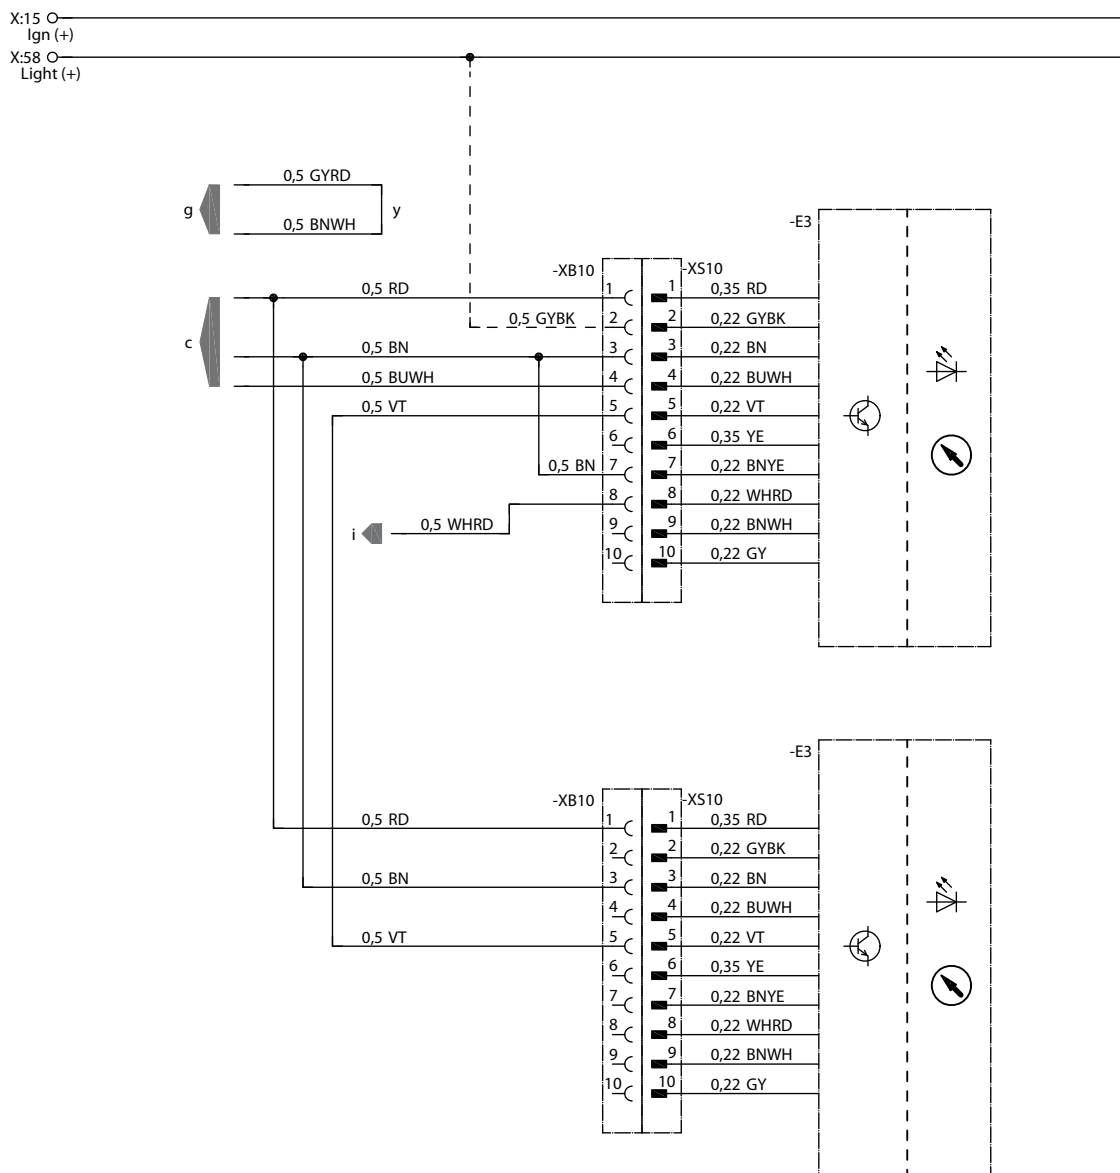 X:15
Ign (+)
X:58
Light (+)
0,5 GYRD
g
y
0,5 BNWH
-E3
-XB10
-XS10
0,5 RD
1
1
0,35 RD
0,5 GYBK
2
2
0,22 GYBK
c
0,5 BN
3
3
0,22 BN
0,5 BUWH
4
4
0,22 BUWH
0,5 VT
5
5
0,22 VT
6
6
0,35 YE
0,5 BN
7
7
0,22 BNYE
8
8
0,22 WHRD
i
0,5 WHRD
9
9
0,22 BNWH
10
10
0,22 GY
-E3
-XB10
-XS10
0,5 RD
1
1
0,35 RD
2
2
0,22 GYBK
0,5 BN
3
3
0,22 BN
4
4
0,22 BUWH
0,5 VT
5
5
0,22 VT
6
6
0,35 YE
7
7
0,22 BNYE
8
8
0,22 WHRD
9
9
0,22 BNWH
10
10
0,22 GY